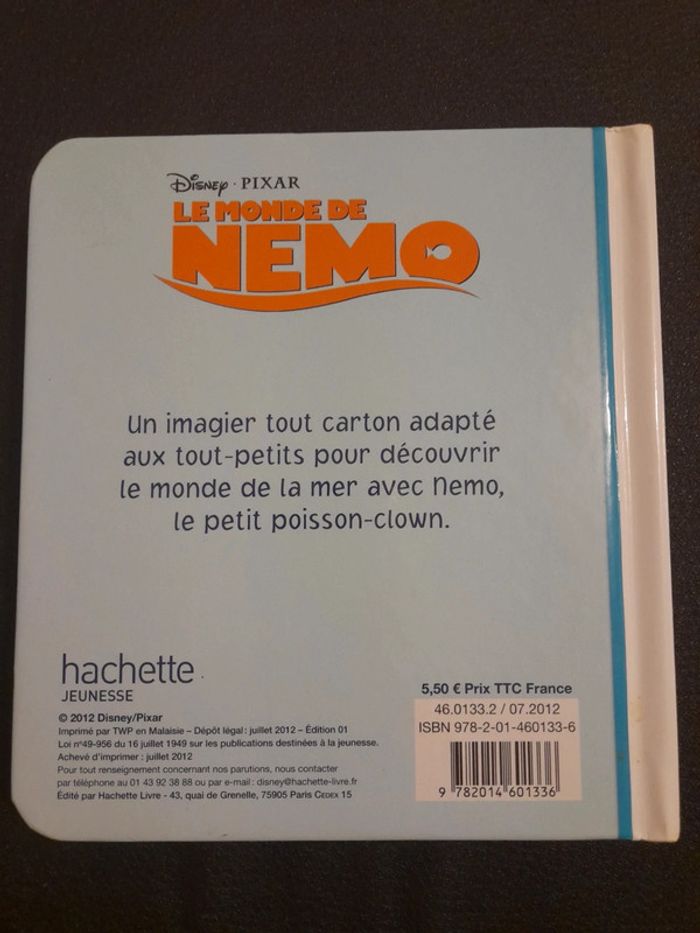 Disney · PIXAR
LE MONDE DE
NEMO
Un imagier tout carton adapté
aux tout-petits pour découvrir
le monde de la mer avec Nemo,
le petit poisson-clown.
hachette
JEUNESSE
© 2012 Disney/Pixar
Imprimé par TWP en Malaisie – Dépôt légal : juillet 2012 – Édition 01
Loi n°49-956 du 16 juillet 1949 sur les publications destinées à la jeunesse.
Achevé d'imprimer : juillet 2012
Pour tout renseignement concernant nos parutions, nous contacter
par téléphone au 01 43 92 38 88 ou par e-mail : disney@hachette-livre.fr
Édité par Hachette Livre - 43, quai de Grenelle, 75905 Paris CEDEX 15
5,50 € Prix TTC France
46.0133.2 / 07.2012
ISBN 978-2-01-460133-6
9 782014 601336